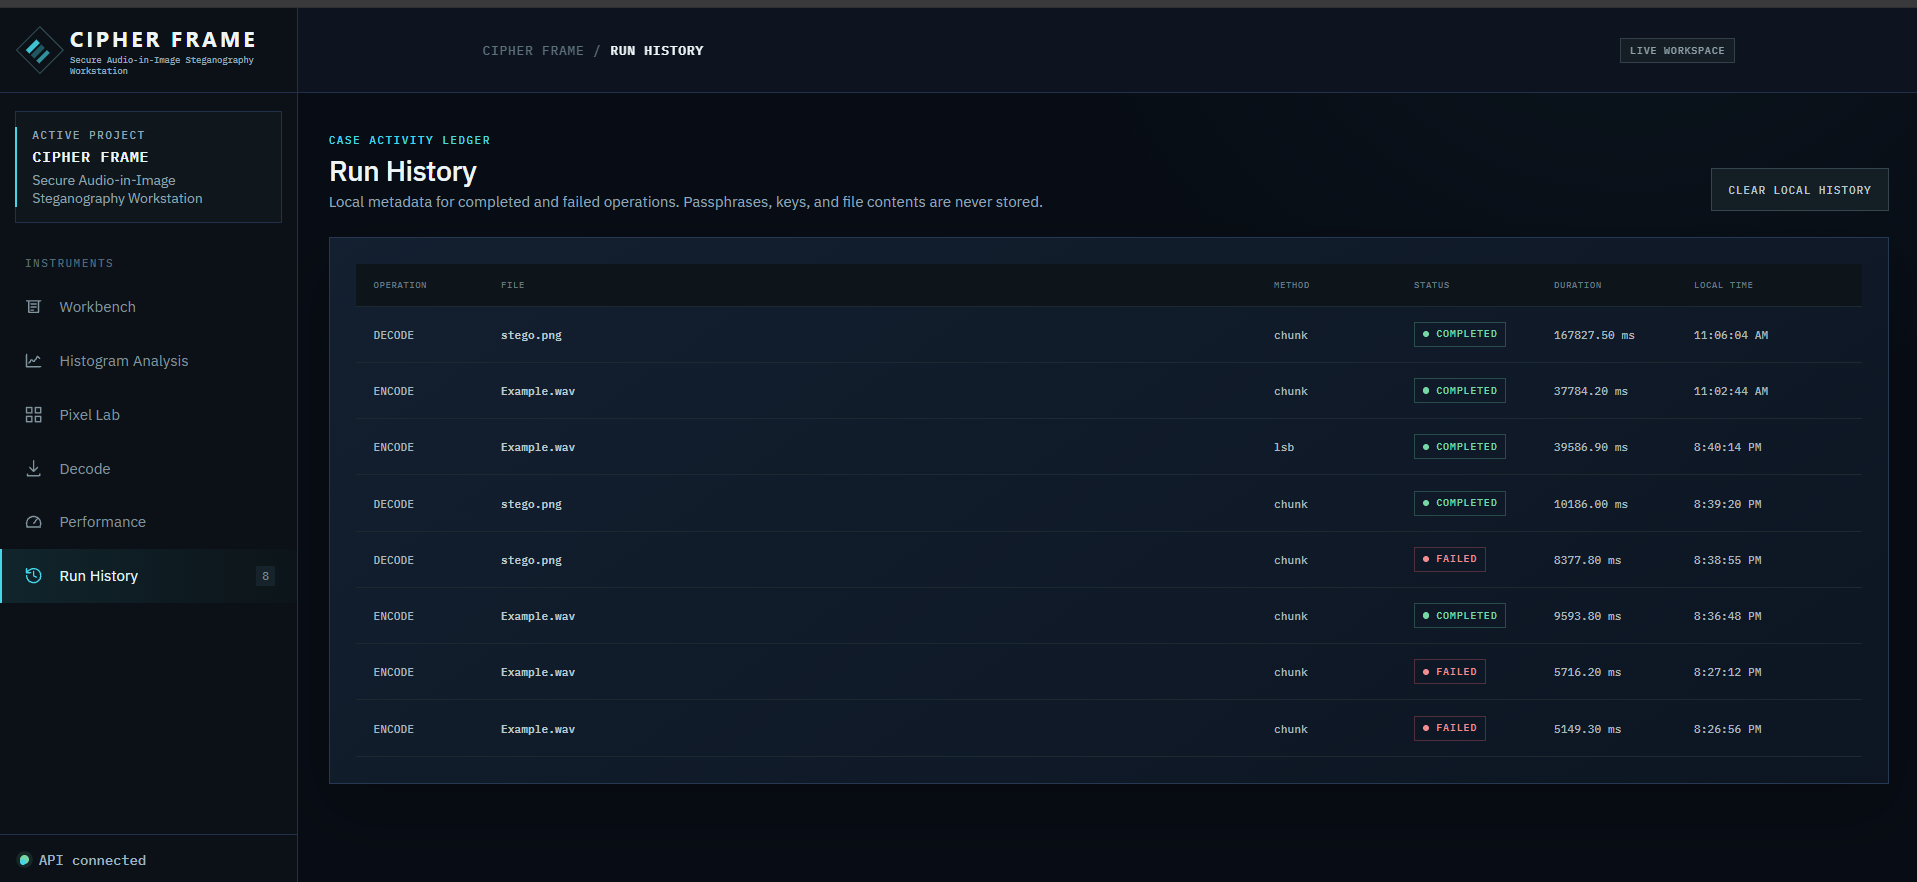 CIPHER FRAME
Secure Audio-in-Image Steganography
Workstation
CIPHER FRAME / RUN HISTORY
LIVE WORKSPACE
ACTIVE PROJECT
CIPHER FRAME
Secure Audio-in-Image
Steganography Workstation
INSTRUMENTS
Workbench
Histogram Analysis
Pixel Lab
Decode
Performance
Run History 8
API connected
CASE ACTIVITY LEDGER
Run History
Local metadata for completed and failed operations. Passphrases, keys, and file contents are never stored.
CLEAR LOCAL HISTORY
OPERATION FILE METHOD STATUS DURATION LOCAL TIME
DECODE stego.png chunk COMPLETED 167827.50 ms 11:06:04 AM
ENCODE Example.wav chunk COMPLETED 37784.20 ms 11:02:44 AM
ENCODE Example.wav lsb COMPLETED 39586.90 ms 8:40:14 PM
DECODE stego.png chunk COMPLETED 10186.00 ms 8:39:20 PM
DECODE stego.png chunk FAILED 8377.80 ms 8:38:55 PM
ENCODE Example.wav chunk COMPLETED 9593.80 ms 8:36:48 PM
ENCODE Example.wav chunk FAILED 5716.20 ms 8:27:12 PM
ENCODE Example.wav chunk FAILED 5149.30 ms 8:26:56 PM